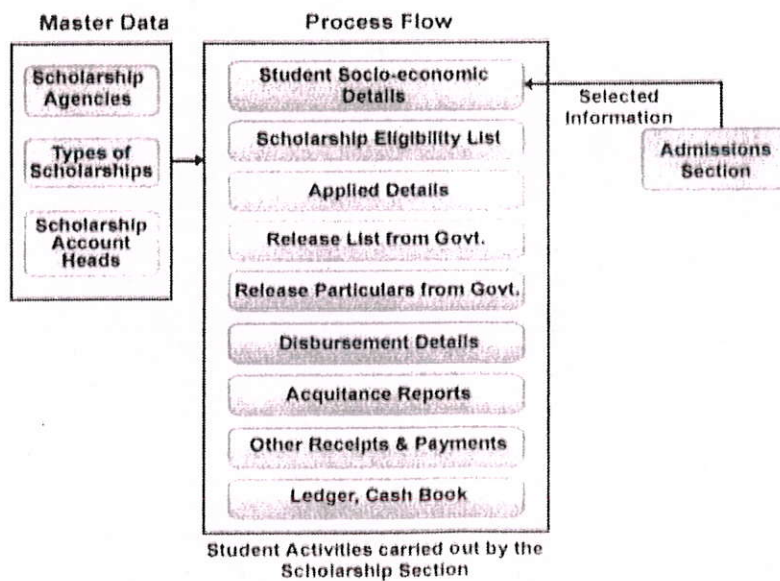 Master Data
Process Flow
Scholarship
Agencies
Types of
Scholarships
Scholarship
Account
Heads
Student Socio-economic
Details
Scholarship Eligibility List
Applied Details
Release List from Govt.
Release Particulars from Govt.
Disbursement Details
Acquitance Reports
Other Receipts & Payments
Ledger, Cash Book
Selected
Information
Admissions
Section
Student Activities carried out by the
Scholarship Section